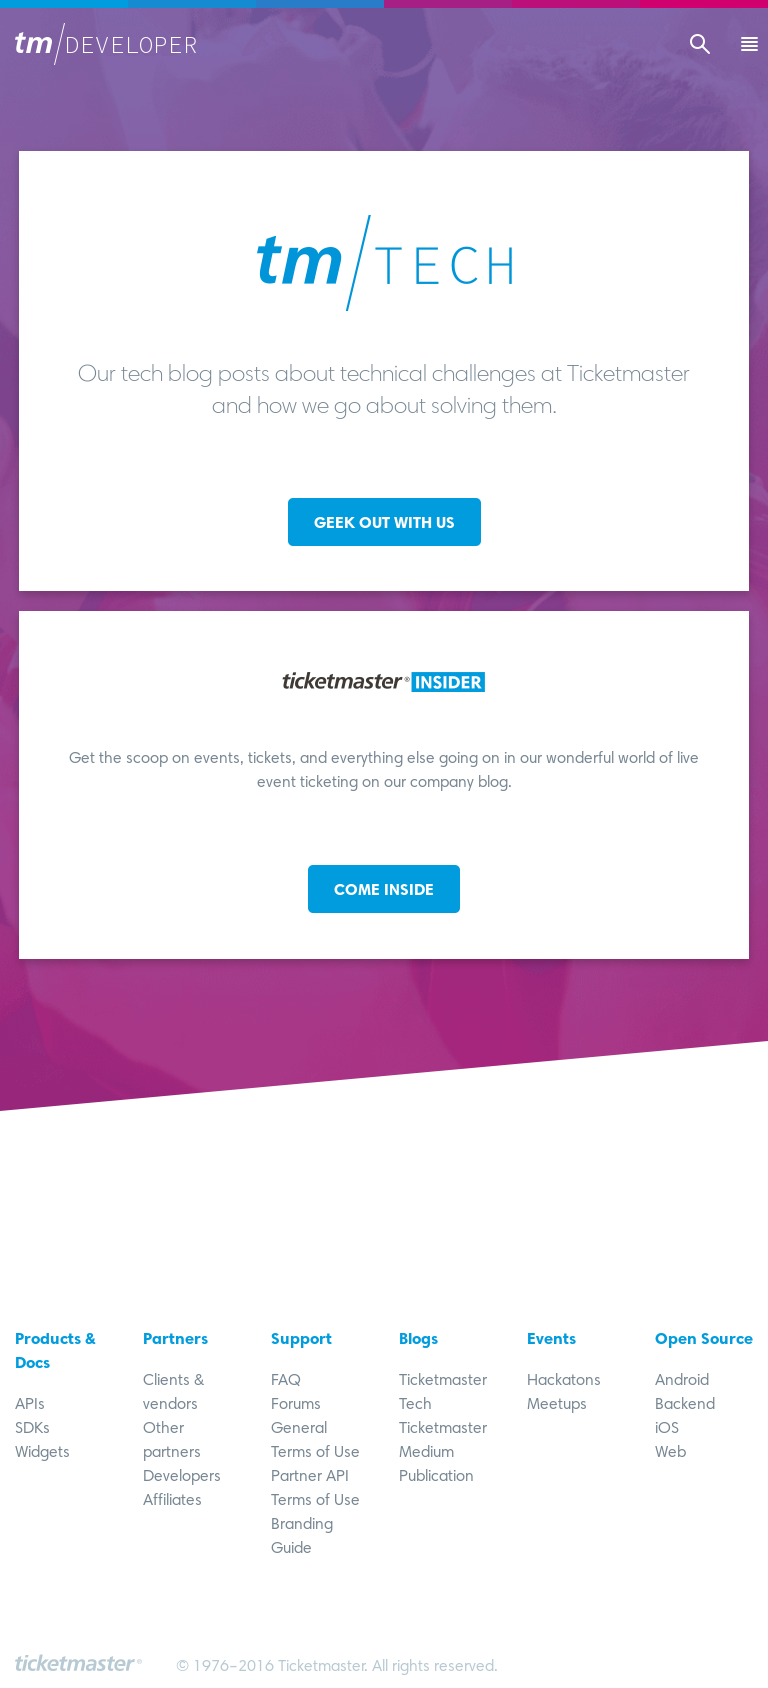 tm/DEVELOPER
tm/TECH
Our tech blog posts about technical challenges at Ticketmaster
and how we go about solving them.
GEEK OUT WITH US
ticketmaster® INSIDER
Get the scoop on events, tickets, and everything else going on in our wonderful world of live
event ticketing on our company blog.
COME INSIDE
Products &
Docs
APIs
SDKs
Widgets
Partners
Clients &
vendors
Other
partners
Developers
Affiliates
Support
FAQ
Forums
General
Terms of Use
Partner API
Terms of Use
Branding
Guide
Blogs
Ticketmaster
Tech
Ticketmaster
Medium
Publication
Events
Hackatons
Meetups
Open Source
Android
Backend
iOS
Web
ticketmaster® © 1976-2016 Ticketmaster. All rights reserved.